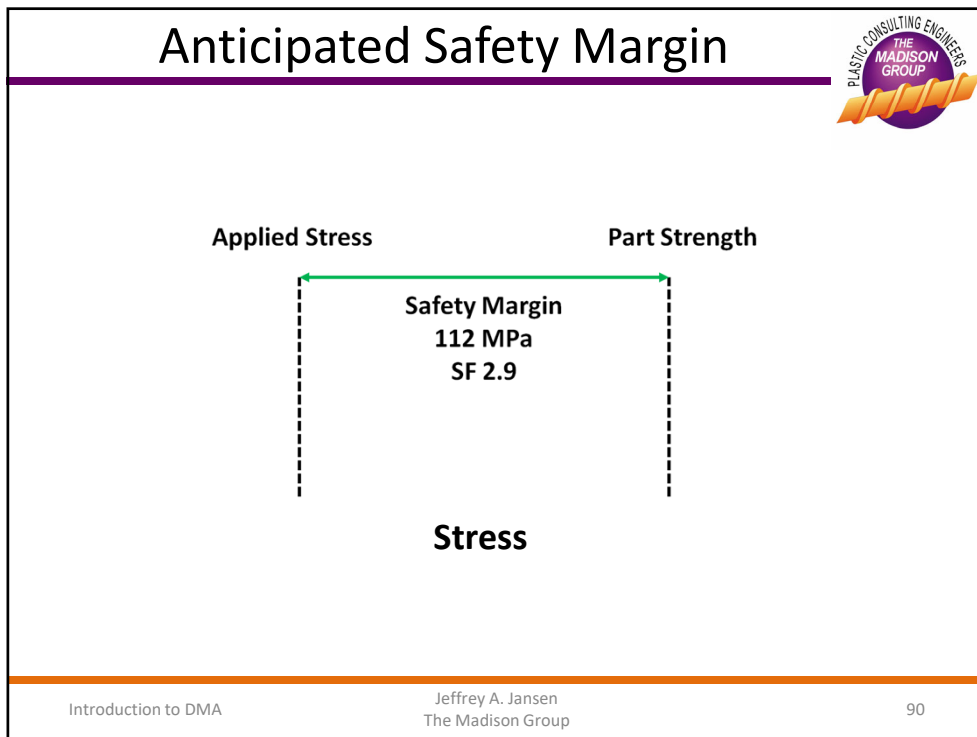 Anticipated Safety Margin
PLASTIC CONSULTING ENGINEERS
THE
MADISON
GROUP
Applied Stress
Part Strength
Safety Margin
112 MPa
SF 2.9
Stress
Introduction to DMA
Jeffrey A. Jansen
The Madison Group
90